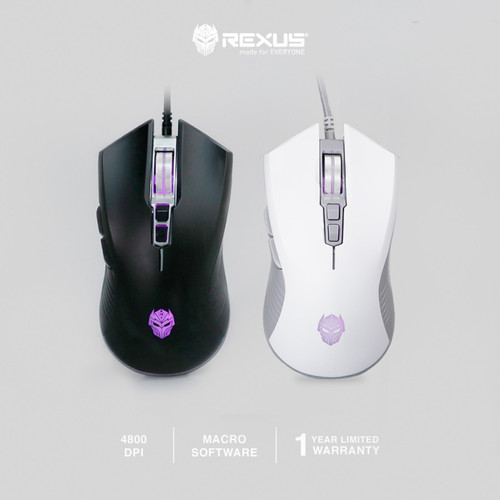 REXUS®
made for EVERYONE
4800
DPI
MACRO
SOFTWARE
1 YEAR LIMITED
WARRANTY